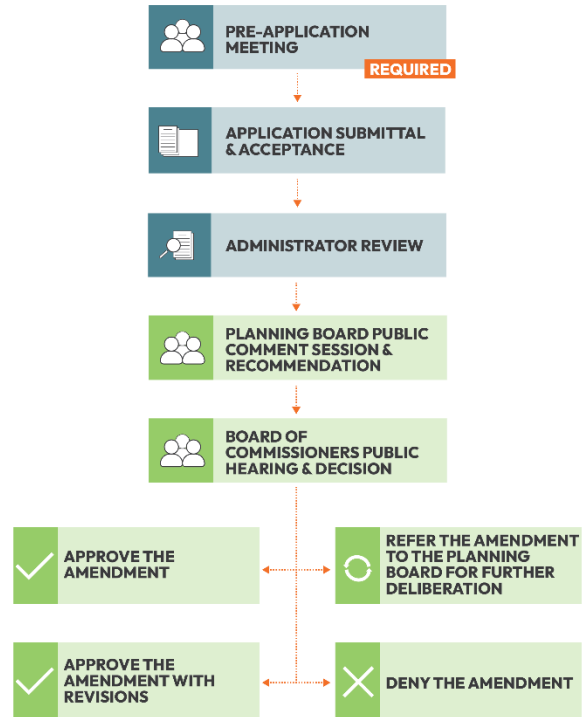 PRE-APPLICATION
MEETING
REQUIRED
APPLICATION SUBMITTAL
& ACCEPTANCE
ADMINISTRATOR REVIEW
PLANNING BOARD PUBLIC
COMMENT SESSION &
RECOMMENDATION
BOARD OF
COMMISSIONERS PUBLIC
HEARING & DECISION
APPROVE THE
AMENDMENT
REFER THE AMENDMENT
TO THE PLANNING
BOARD FOR FURTHER
DELIBERATION
APPROVE THE
AMENDMENT WITH
REVISIONS
DENY THE AMENDMENT